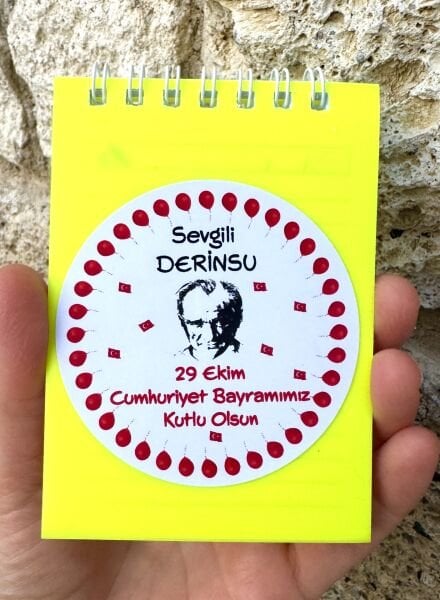 Sevgili
DERİNSU
29 Ekim
Cumhuriyet Bayramımız
Kutlu Olsun